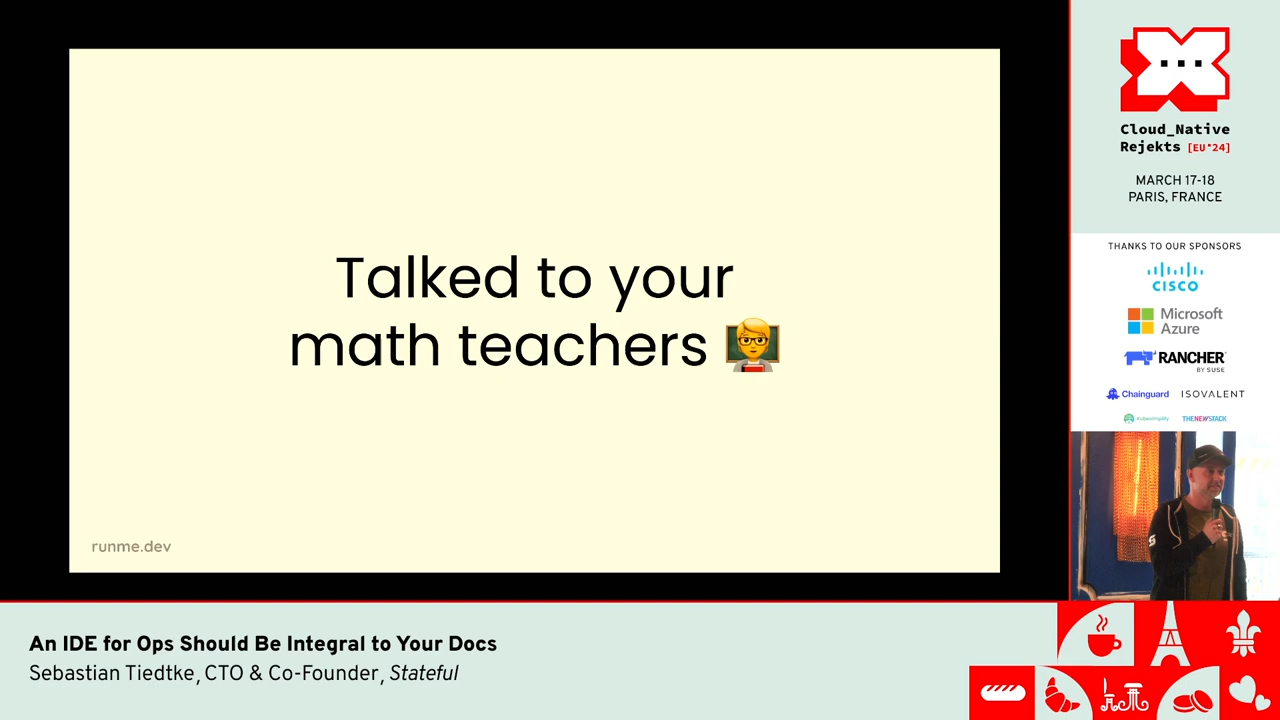 Talked to your
math teachers
runme.dev
Cloud_Native
Rejekts [EU'24]
MARCH 17-18
PARIS, FRANCE
THANKS TO OUR SPONSORS
CISCO
Microsoft
Azure
RANCHER
BY SUSE
Chainguard
ISOVALENT
kubesimplify
THENEWSTACK
An IDE for Ops Should Be Integral to Your Docs
Sebastian Tiedtke, CTO & Co-Founder, Stateful